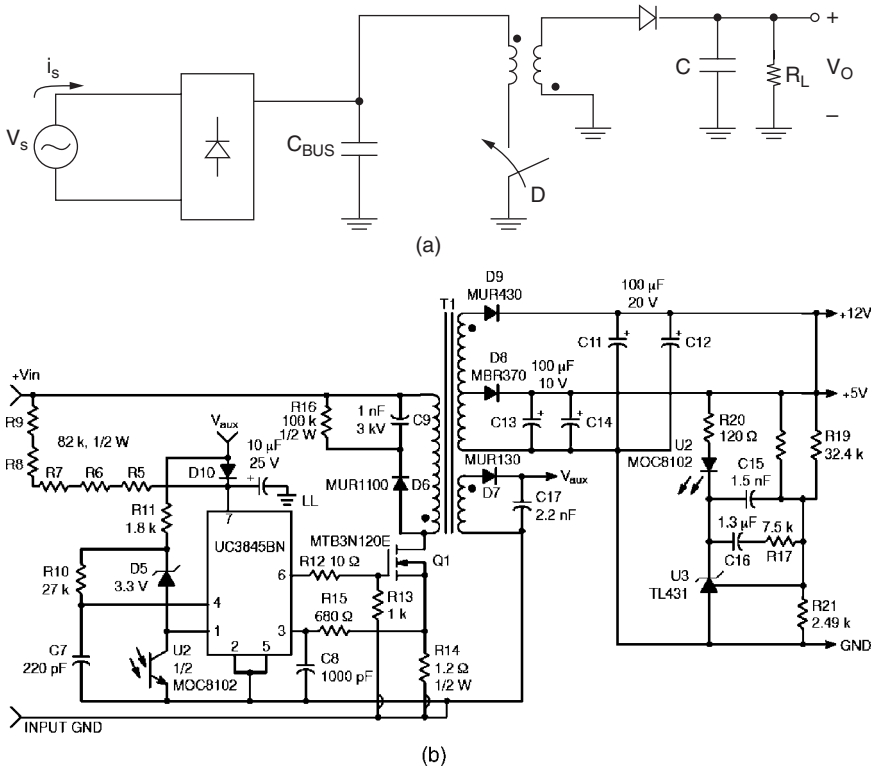 i_s
V_s
C_BUS
D
C
R_L
+
V_O
–
(a)
D9
MUR430
T1
100 µF
20 V
+12V
C11
+
+
C12
D8
MBR370
100 µF
10 V
+5V
C13
+
+
C14
+Vin
R9
R8
82 k, 1/2 W
R7
R6
R5
V_aux
10 µF
25 V
D10
+
LL
R16
100 k
1/2 W
1 nF
3 kV
C9
MUR1100
D6
R20
120 Ω
U2
MOC8102
R19
32.4 k
C15
1.5 nF
MUR130
D7
V_aux
C17
2.2 nF
1.3 µF
C16
7.5 k
R17
R11
1.8 k
7
UC3845BN
MTB3N120E
Q1
R12 10 Ω
6
R13
1 k
R10
27 k
D5
3.3 V
4
1
2
5
3
R15
680 Ω
U3
TL431
R21
2.49 k
GND
C7
220 pF
U2
1/2
MOC8102
C8
1000 pF
R14
1.2 Ω
1/2 W
INPUT GND
(b)